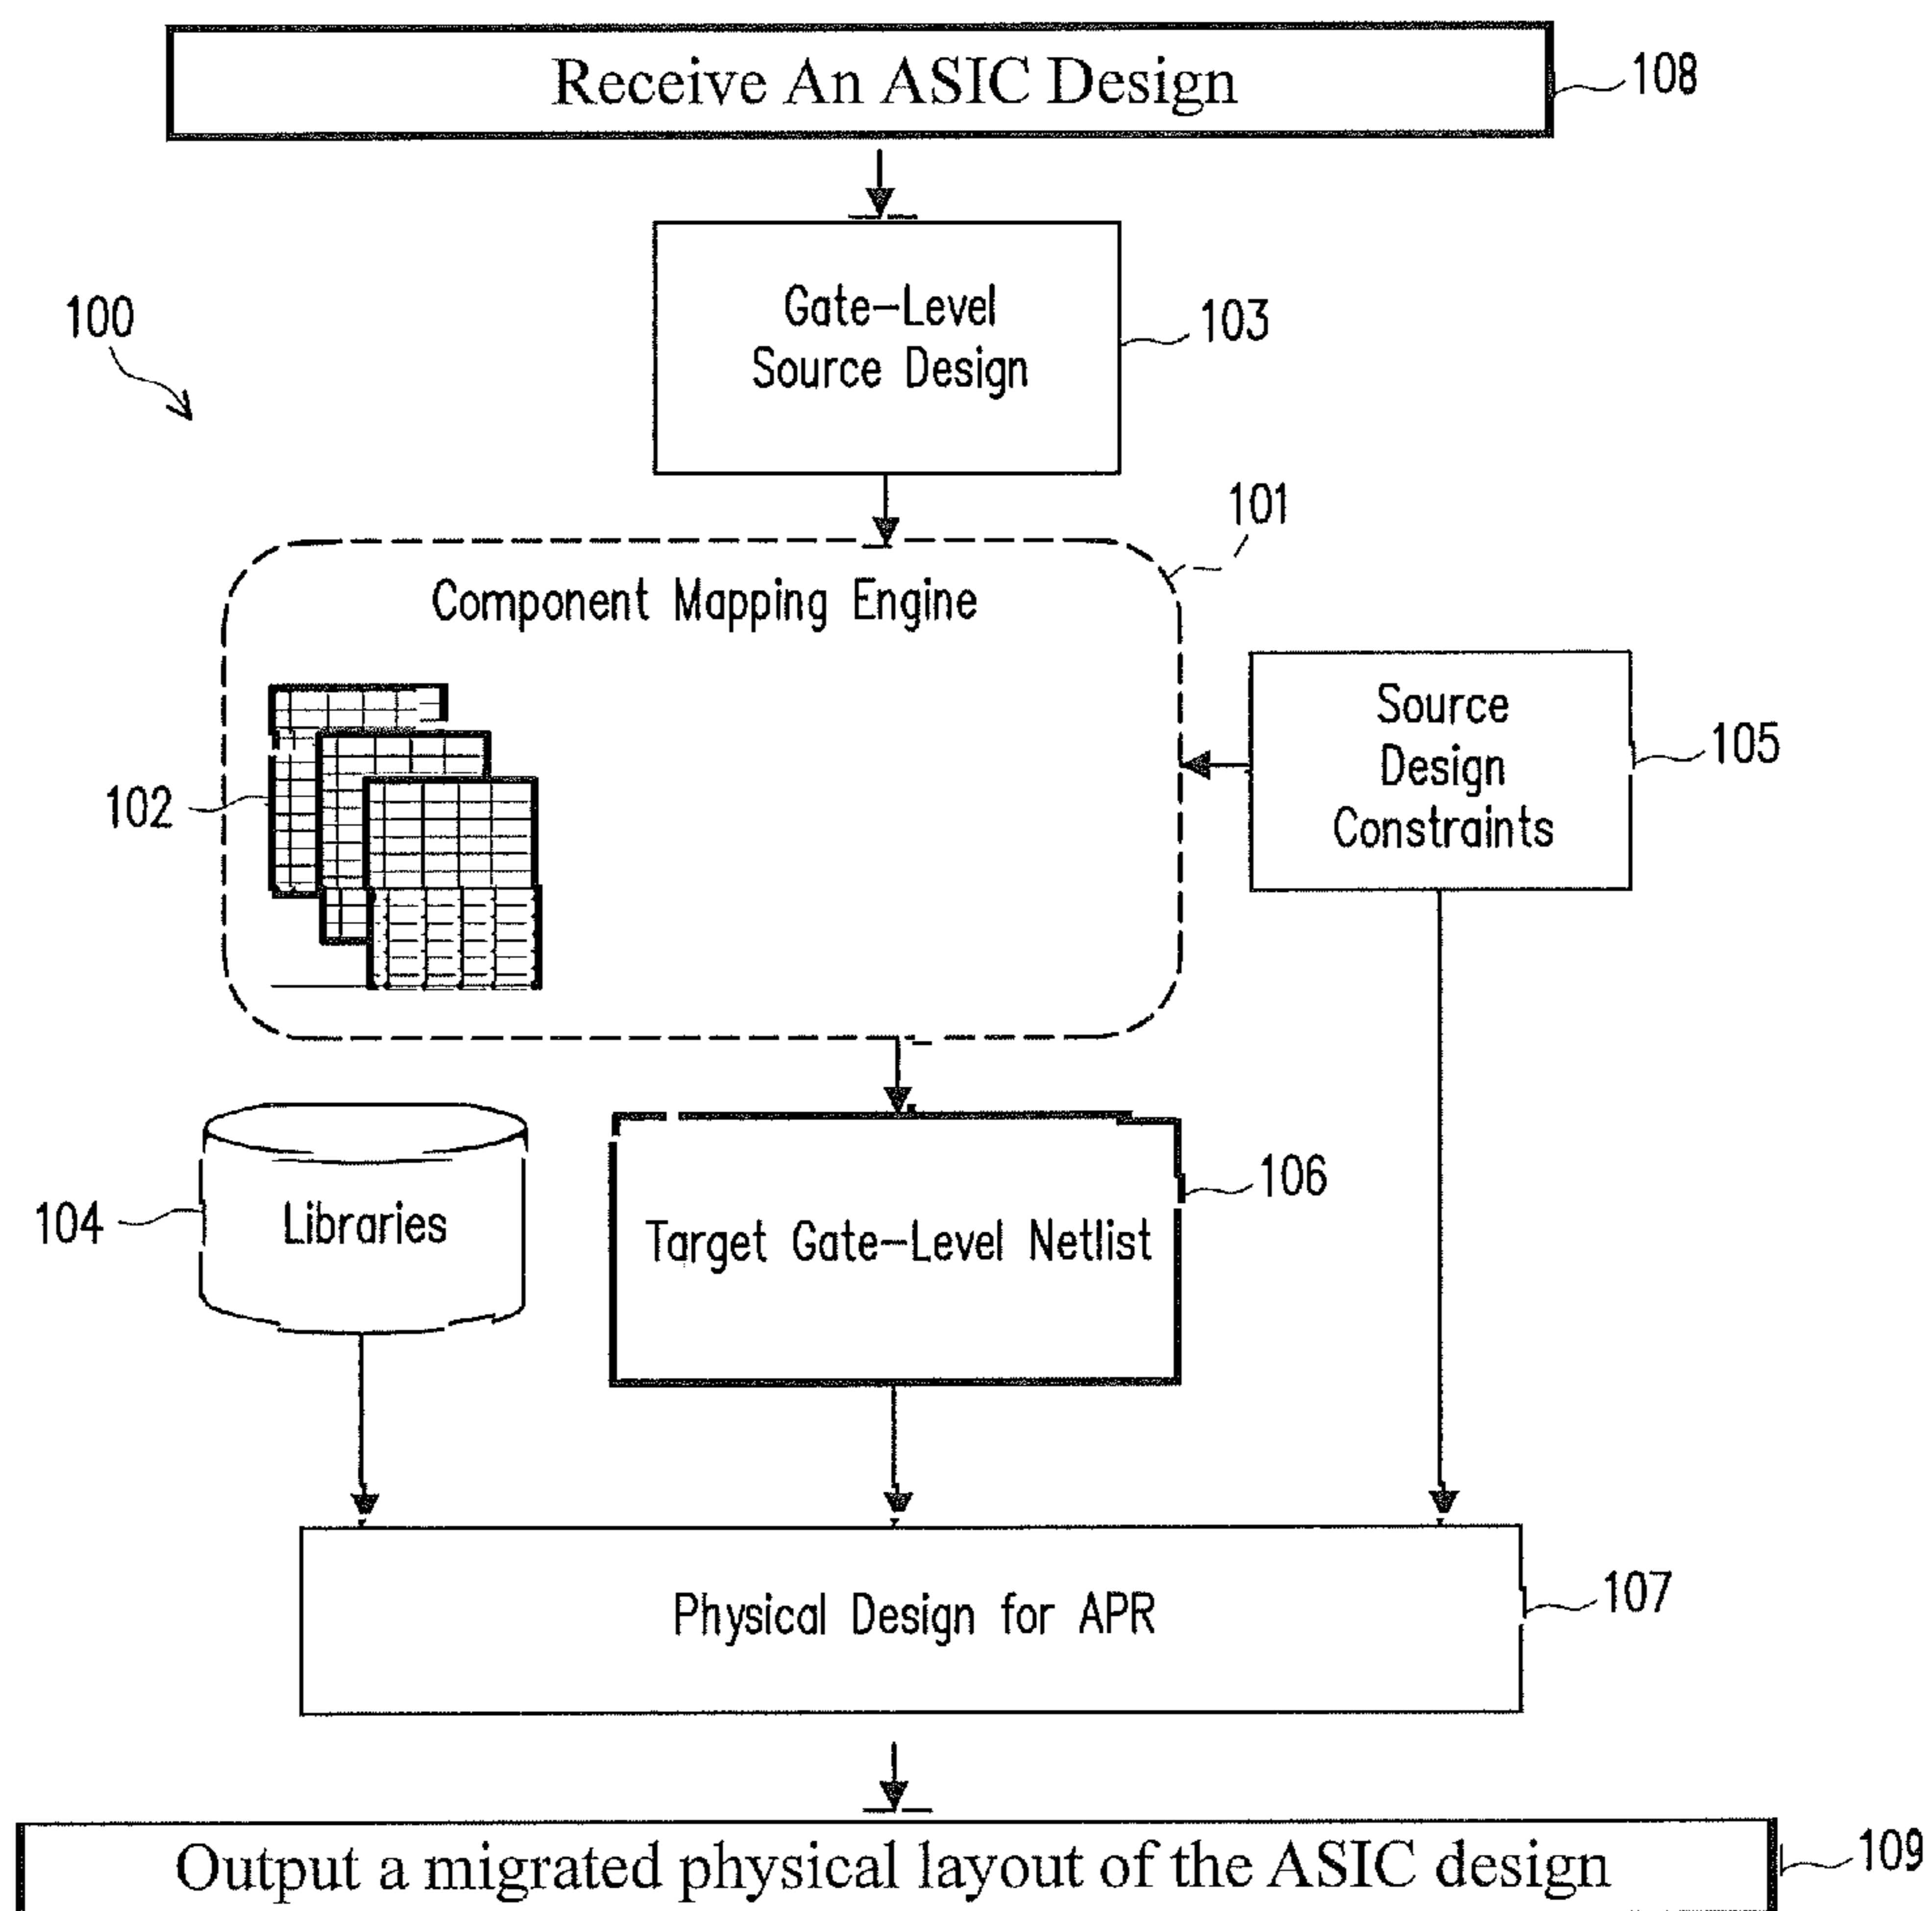 Receive An ASIC Design
108
Gate-Level
Source Design
103
100
101
Component Mapping Engine
102
Source
Design
Constraints
105
104
Libraries
Target Gate-Level Netlist
106
Physical Design for APR
107
Output a migrated physical layout of the ASIC design
109